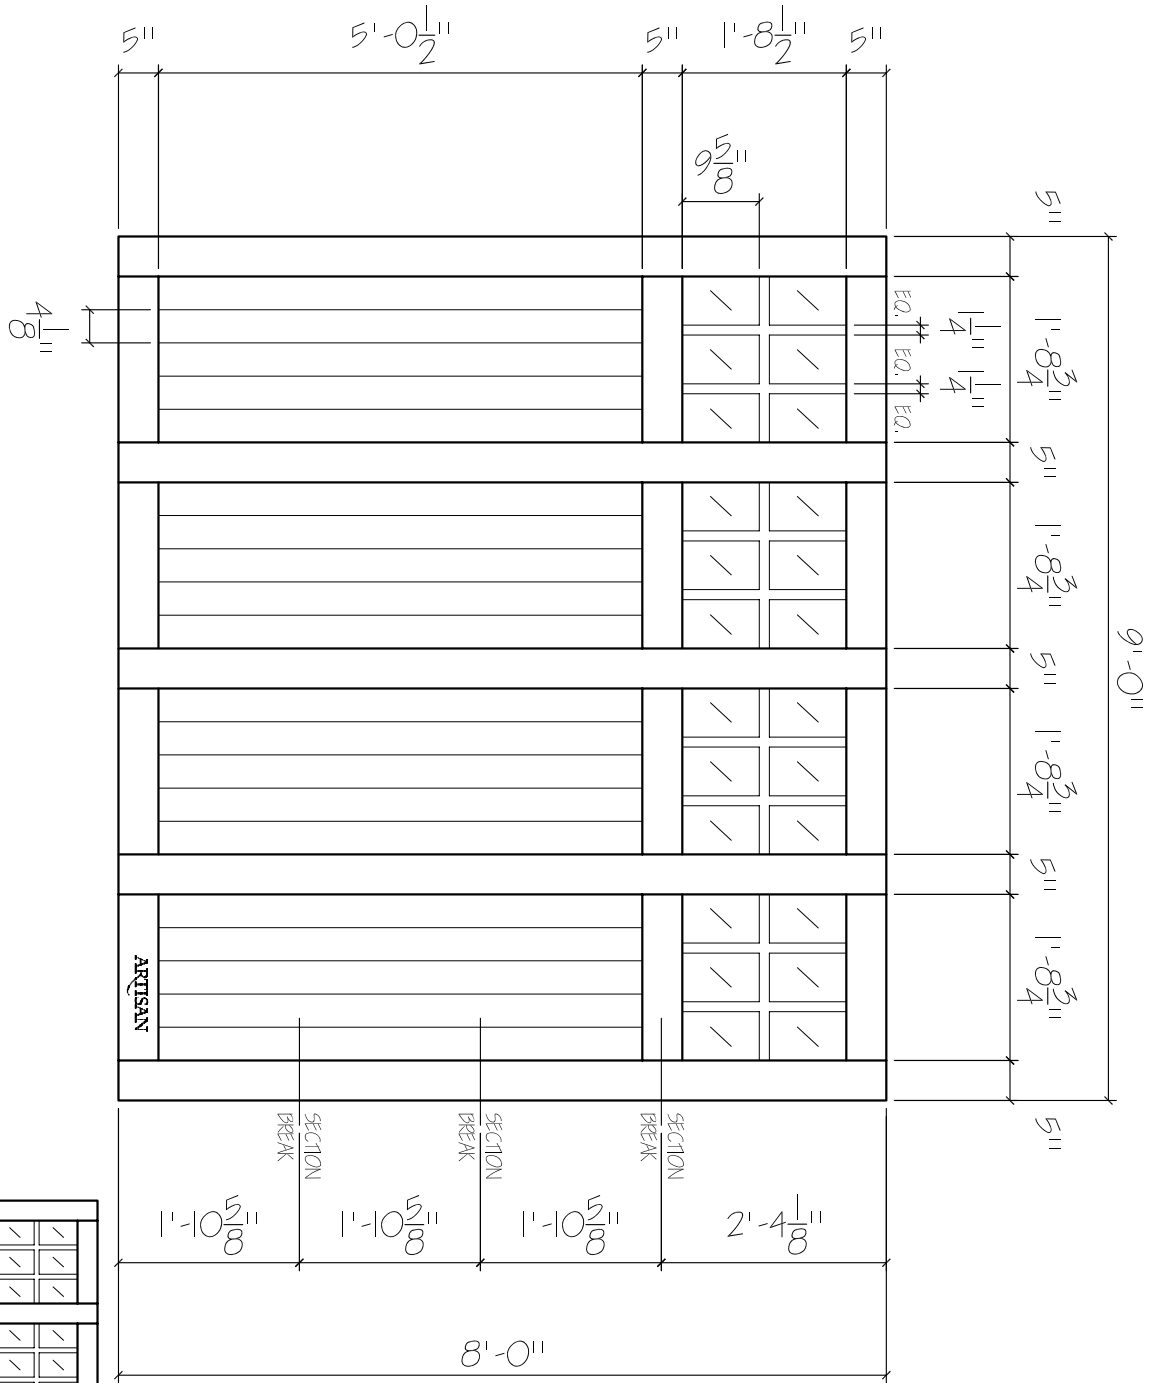 5"
5'-0 1/2"
5"
1'-8 1/2"
5"
9 5/8"
5"
1'-8 3/4"
5"
1'-8 3/4"
5"
1'-8 3/4"
5"
1'-8 3/4"
5"
9'-0"
EQ.
1 1/4"
EQ.
1 1/4"
EQ.
4 1/8"
ARTISAN
SECTION
BREAK
SECTION
BREAK
SECTION
BREAK
1'-10 5/8"
1'-10 5/8"
1'-10 5/8"
2'-4 1/8"
8'-0"